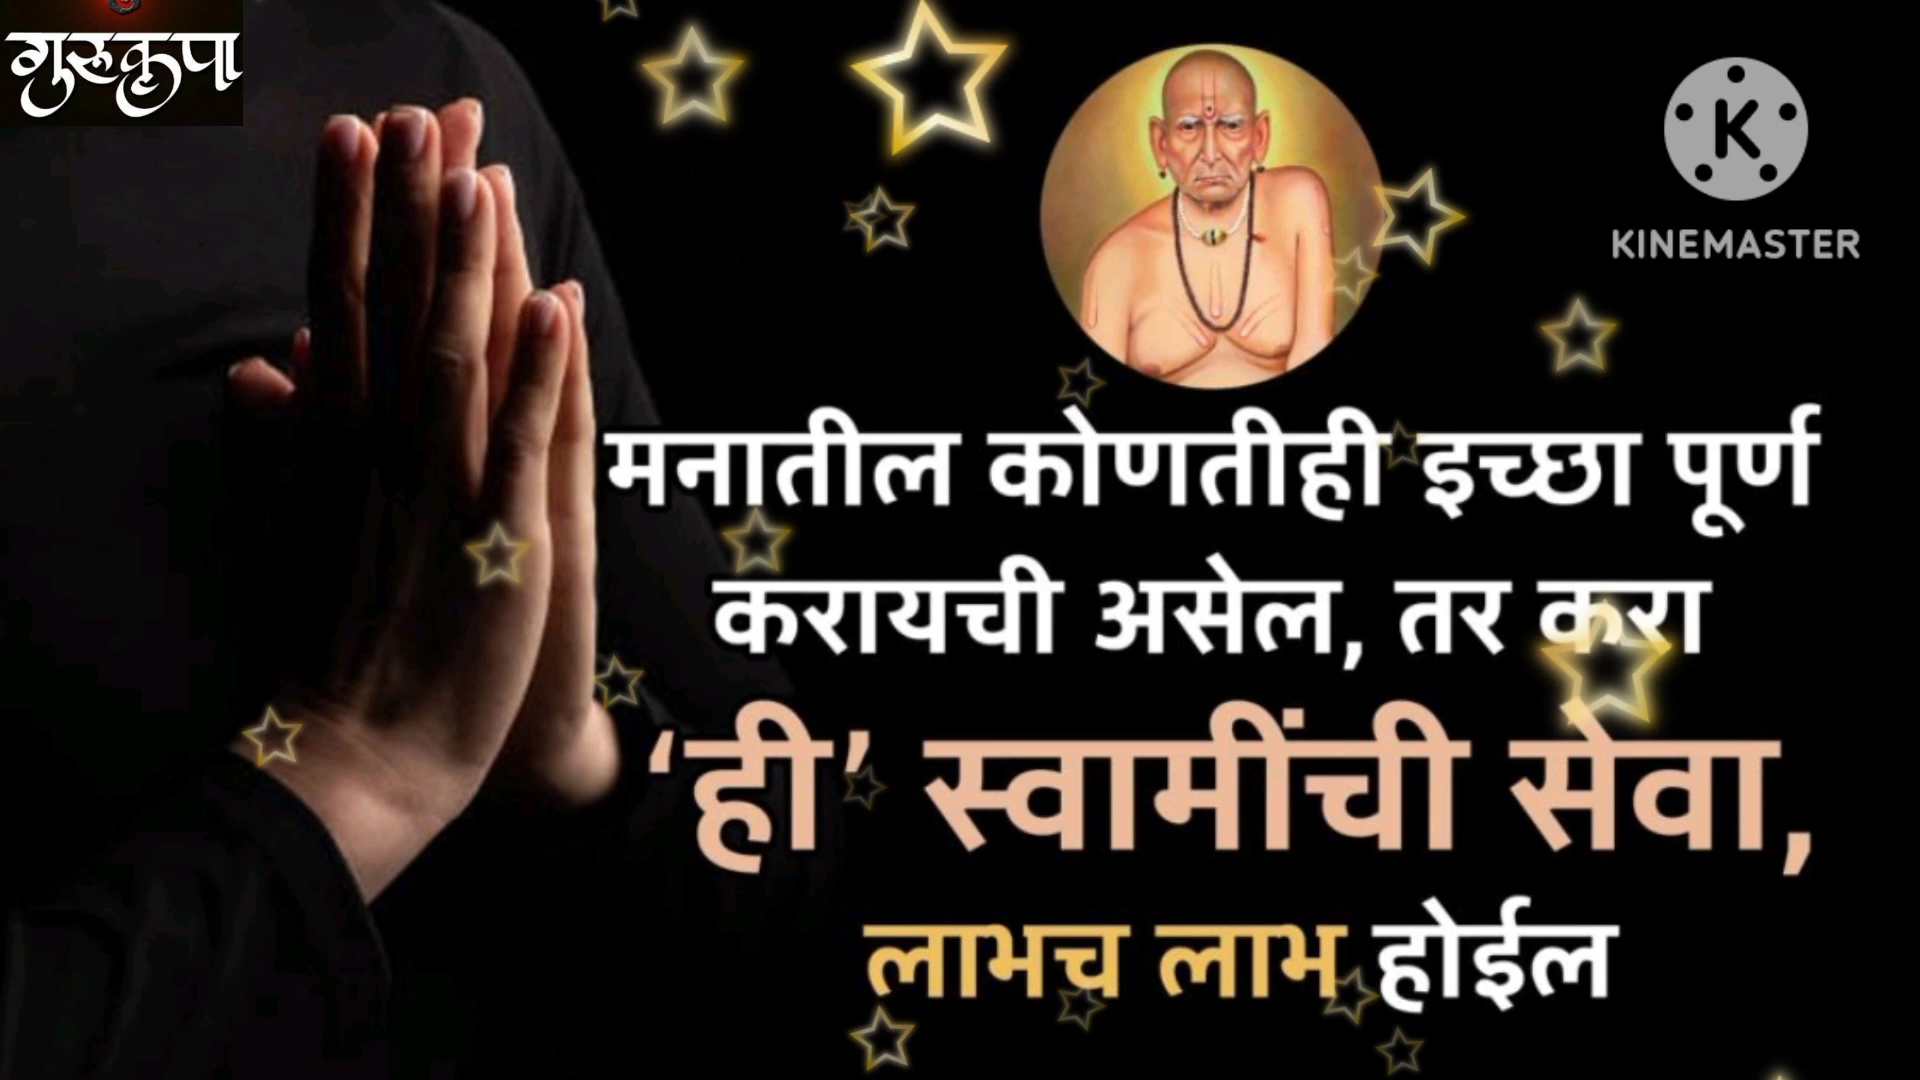 गुरुकृपा
K
KINEMASTER
मनातील कोणतीही इच्छा पूर्ण
करायची असेल, तर करा
‘ही’ स्वामींची सेवा,
लाभच लाभ होईल